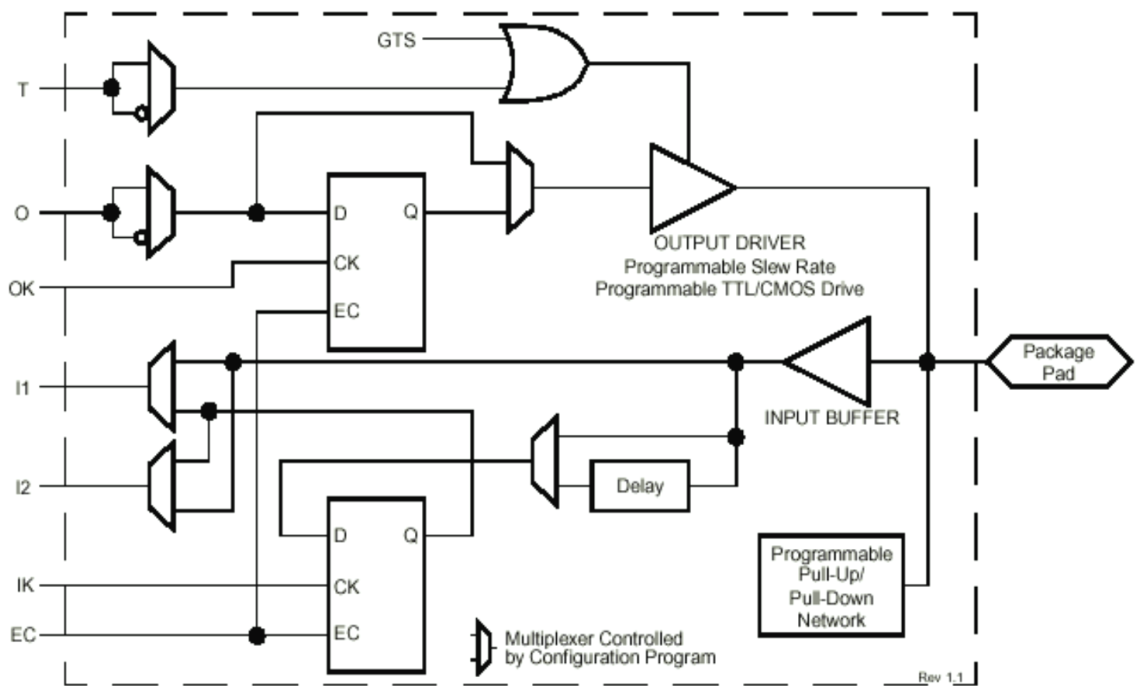 GTS
T
O
D
Q
CK
OK
EC
OUTPUT DRIVER
Programmable Slew Rate
Programmable TTL/CMOS Drive
Package
Pad
I1
INPUT BUFFER
I2
Delay
D
Q
IK
CK
EC
EC
Programmable
Pull-Up/
Pull-Down
Network
Multiplexer Controlled
by Configuration Program
Rev 1.1